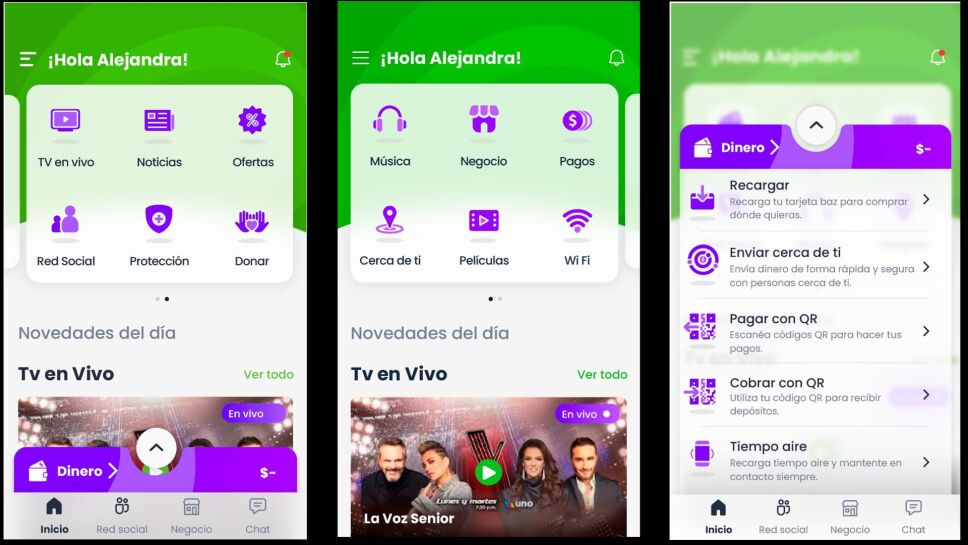 ¡Hola Alejandra!
TV en vivo
Noticias
Ofertas
Red Social
Protección
Donar
Novedades del día
Tv en Vivo
Ver todo
En vivo
Dinero
$-
Inicio
Red social
Negocio
Chat
¡Hola Alejandra!
Música
Negocio
Pagos
Cerca de ti
Películas
Wi Fi
Novedades del día
Tv en Vivo
Ver todo
En vivo
Lunes y martes
7:30 p.m.
uno
La Voz Senior
¡Hola Alejandra!
Dinero
$-
Recargar
Recarga tu tarjeta baz para comprar
dónde quieras.
Enviar cerca de ti
Envía dinero de forma rápida y segura
con personas cerca de ti.
Pagar con QR
Escanéa códigos QR para hacer tus
pagos.
Cobrar con QR
Utiliza tu código QR para recibir
depósitos.
Tiempo aire
Recarga tiempo aire y mantente en
contacto siempre.
Inicio
Red social
Negocio
Chat